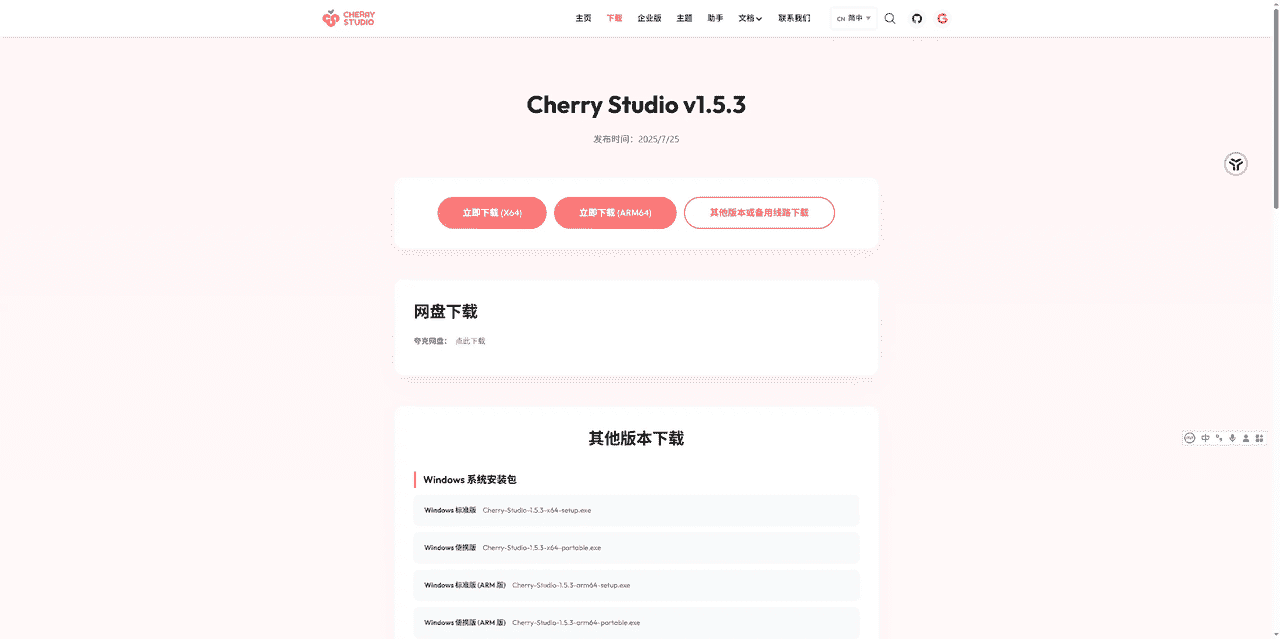 CHERRY STUDIO 主页 下载 企业版 主题 助手 文档 联系我们 CN 简中
Cherry Studio v1.5.3
发布时间：2025/7/25
立即下载 (X64) 立即下载 (ARM64) 其他版本或备用线路下载
网盘下载
夸克网盘： 点此下载
其他版本下载
中
Windows 系统安装包
Windows 标准版 Cherry-Studio-1.5.3-x64-setup.exe
Windows 便携版 Cherry-Studio-1.5.3-x64-portable.exe
Windows 标准版 (ARM 版) Cherry-Studio-1.5.3-arm64-setup.exe
Windows 便携版 (ARM 版) Cherry-Studio-1.5.3-arm64-portable.exe